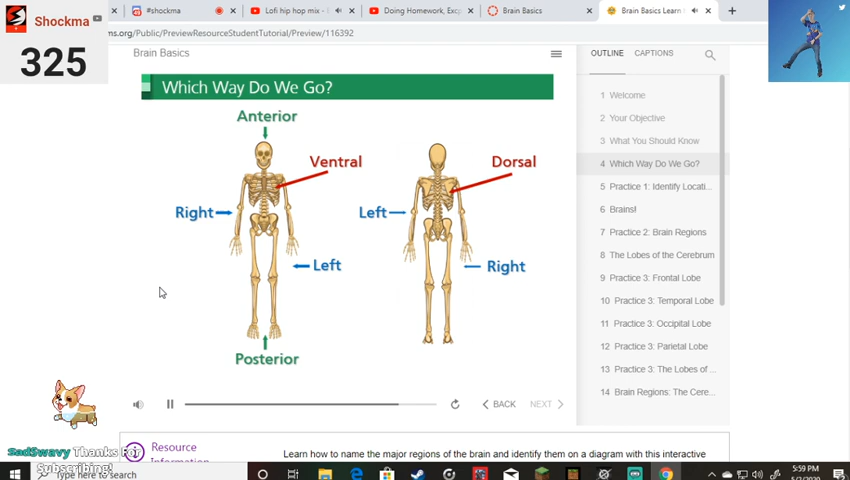 Shockma
325
#shockma
Lofi hip hop mix -
Doing Homework, Exc
Brain Basics
Brain Basics Learn
ms.org/Public/PreviewResourceStudentTutorial/Preview/116392
Brain Basics
Which Way Do We Go?
Anterior
Ventral
Dorsal
Right
Left
Left
Right
Posterior
BACK
NEXT
OUTLINE
CAPTIONS
1 Welcome
2 Your Objective
3 What You Should Know
4 Which Way Do We Go?
5 Practice 1: Identify Locati...
6 Brains!
7 Practice 2: Brain Regions
8 The Lobes of the Cerebrum
9 Practice 3: Frontal Lobe
10 Practice 3: Temporal Lobe
11 Practice 3: Occipital Lobe
12 Practice 3: Parietal Lobe
13 Practice 3: The Lobes of ...
14 Brain Regions: The Cere...
SadSwavy Thanks For
Subscribing!
Resource
Information
Learn how to name the major regions of the brain and identify them on a diagram with this interactive
Type here to search
5:59 PM